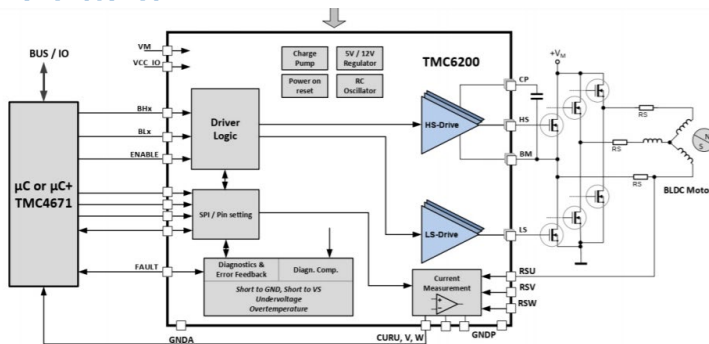 BUS / IO
VM
VCC_IO
Charge
Pump
5V / 12V
Regulator
Power on
reset
RC
Oscillator
TMC6200
+VM
CP
HS
BM
LS
BHx
BLx
ENABLE
Driver
Logic
HS-Drive
LS-Drive
RS
RS
RS
N
S
BLDC Moto
µC or µC+
TMC4671
SPI / Pin setting
FAULT
Diagnostics &
Error Feedback
Diagn. Comp.
Short to GND, Short to VS
Undervoltage
Overtemperature
Current
Measurement
RSU
RSV
RSW
GNDA
CURU, V, W
GNDP